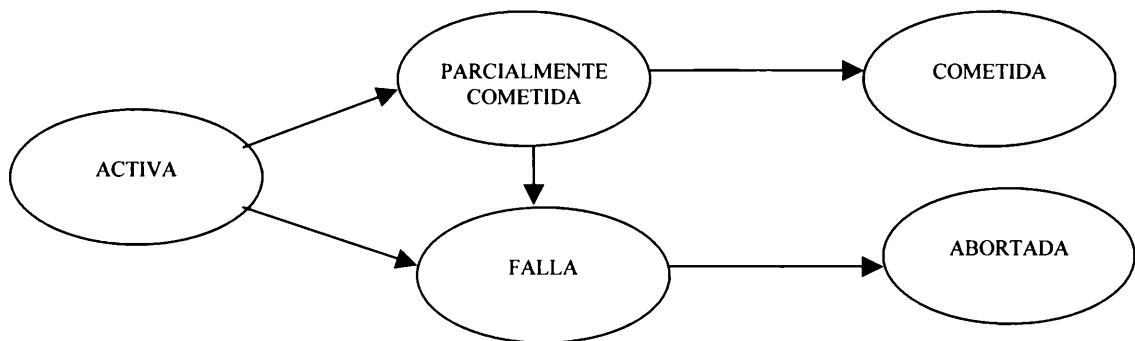 PARCIALMENTE
COMETIDA
COMETIDA
ACTIVA
FALLA
ABORTADA